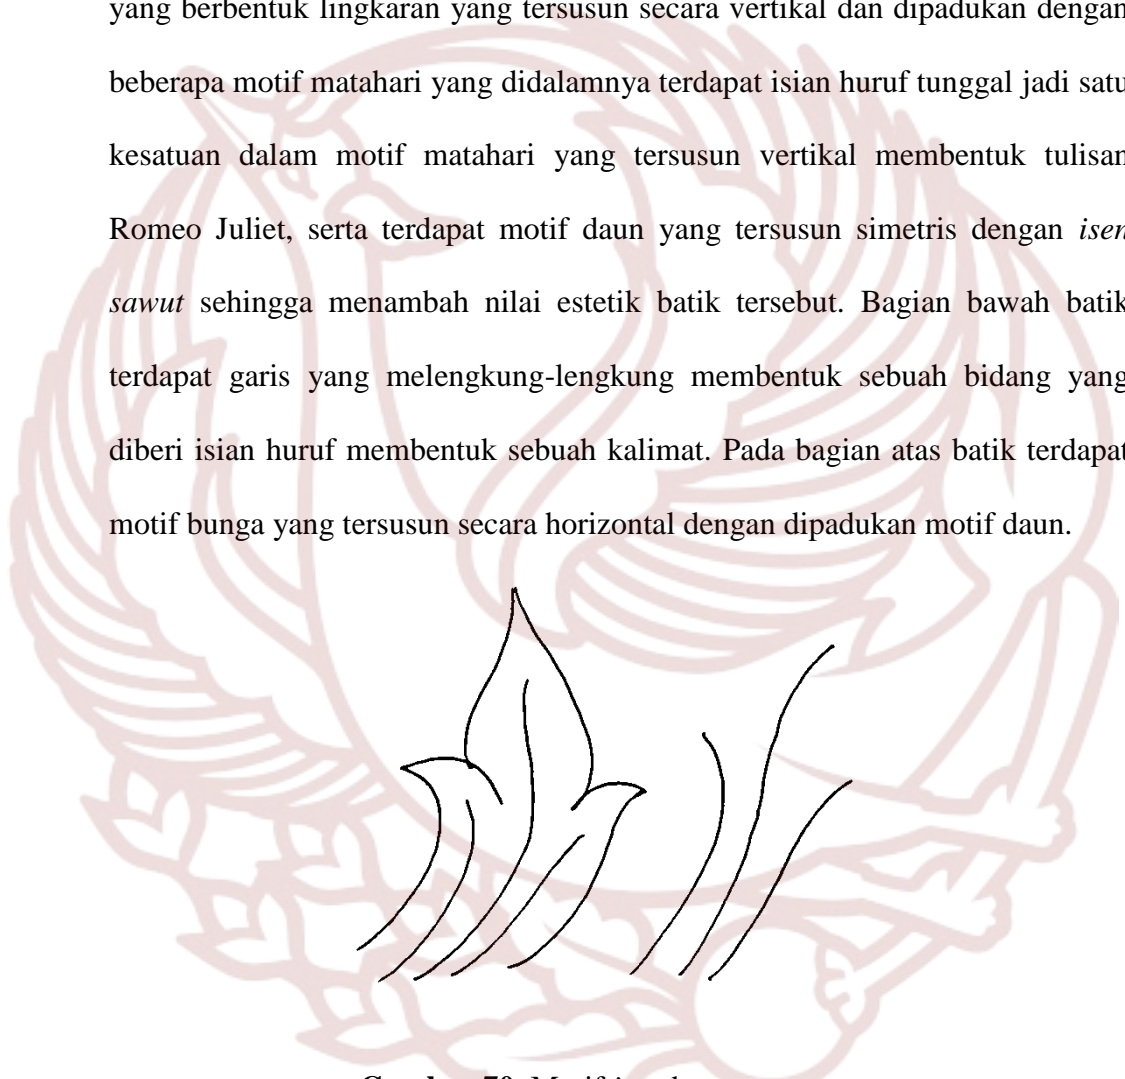 yang berbentuk lingkaran yang tersusun secara vertikal dan dipadukan dengan
beberapa motif matahari yang didalamnya terdapat isian huruf tunggal jadi satu
kesatuan dalam motif matahari yang tersusun vertikal membentuk tulisan
Romeo Juliet, serta terdapat motif daun yang tersusun simetris dengan isen
sawut sehingga menambah nilai estetik batik tersebut. Bagian bawah batik
terdapat garis yang melengkung-lengkung membentuk sebuah bidang yang
diberi isian huruf membentuk sebuah kalimat. Pada bagian atas batik terdapat
motif bunga yang tersusun secara horizontal dengan dipadukan motif daun.
70 Motif